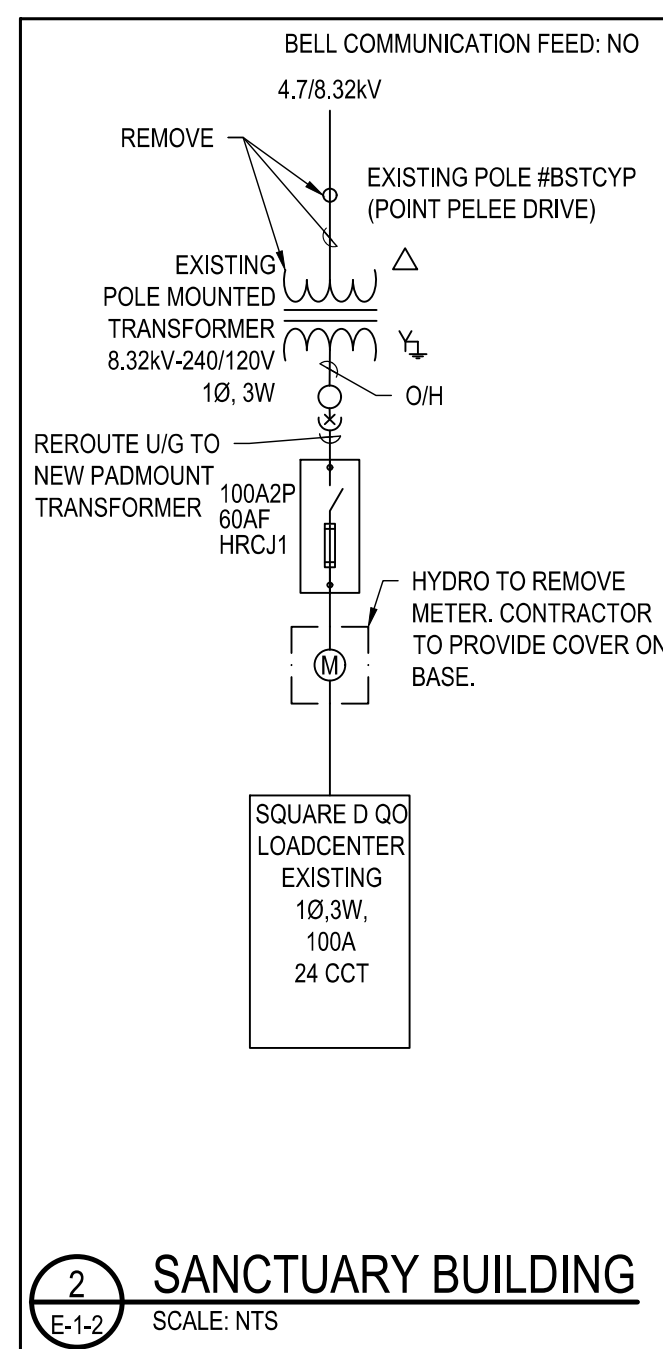 BELL COMMUNICATION FEED: NO
4.7/8.32kV
REMOVE
EXISTING POLE #BSTCYP
(POINT PELEE DRIVE)
EXISTING
POLE MOUNTED
TRANSFORMER
8.32kV-240/120V
1Ø, 3W
Y
O/H
REROUTE U/G TO
NEW PADMOUNT
TRANSFORMER
100A2P
60AF
HRCJ1
HYDRO TO REMOVE
METER. CONTRACTOR
TO PROVIDE COVER ON
BASE.
M
SQUARE D QO
LOADCENTER
EXISTING
1Ø,3W,
100A
24 CCT
2
E-1-2
SANCTUARY BUILDING
SCALE: NTS